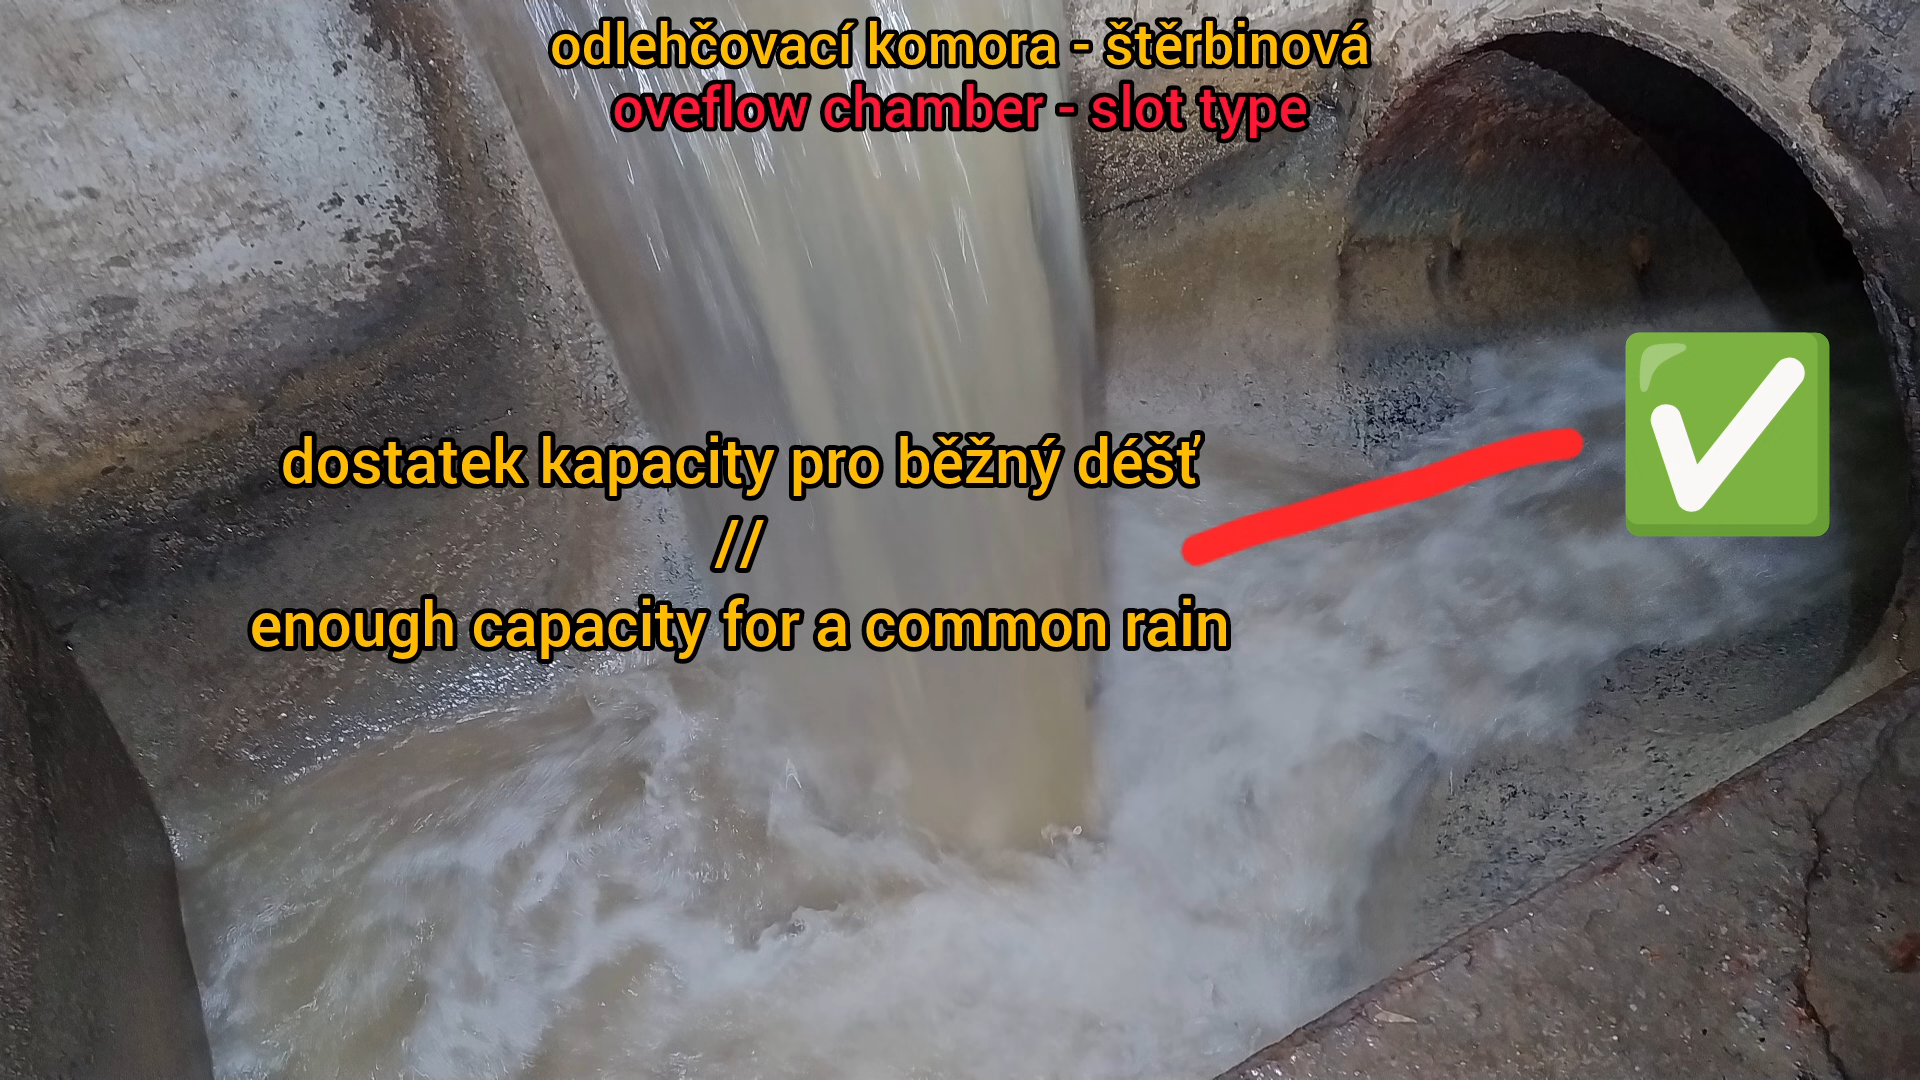 odlehčovací komora - štěrbinová
oveflow chamber - slot type
dostatek kapacity pro běžný déšť
//
enough capacity for a common rain